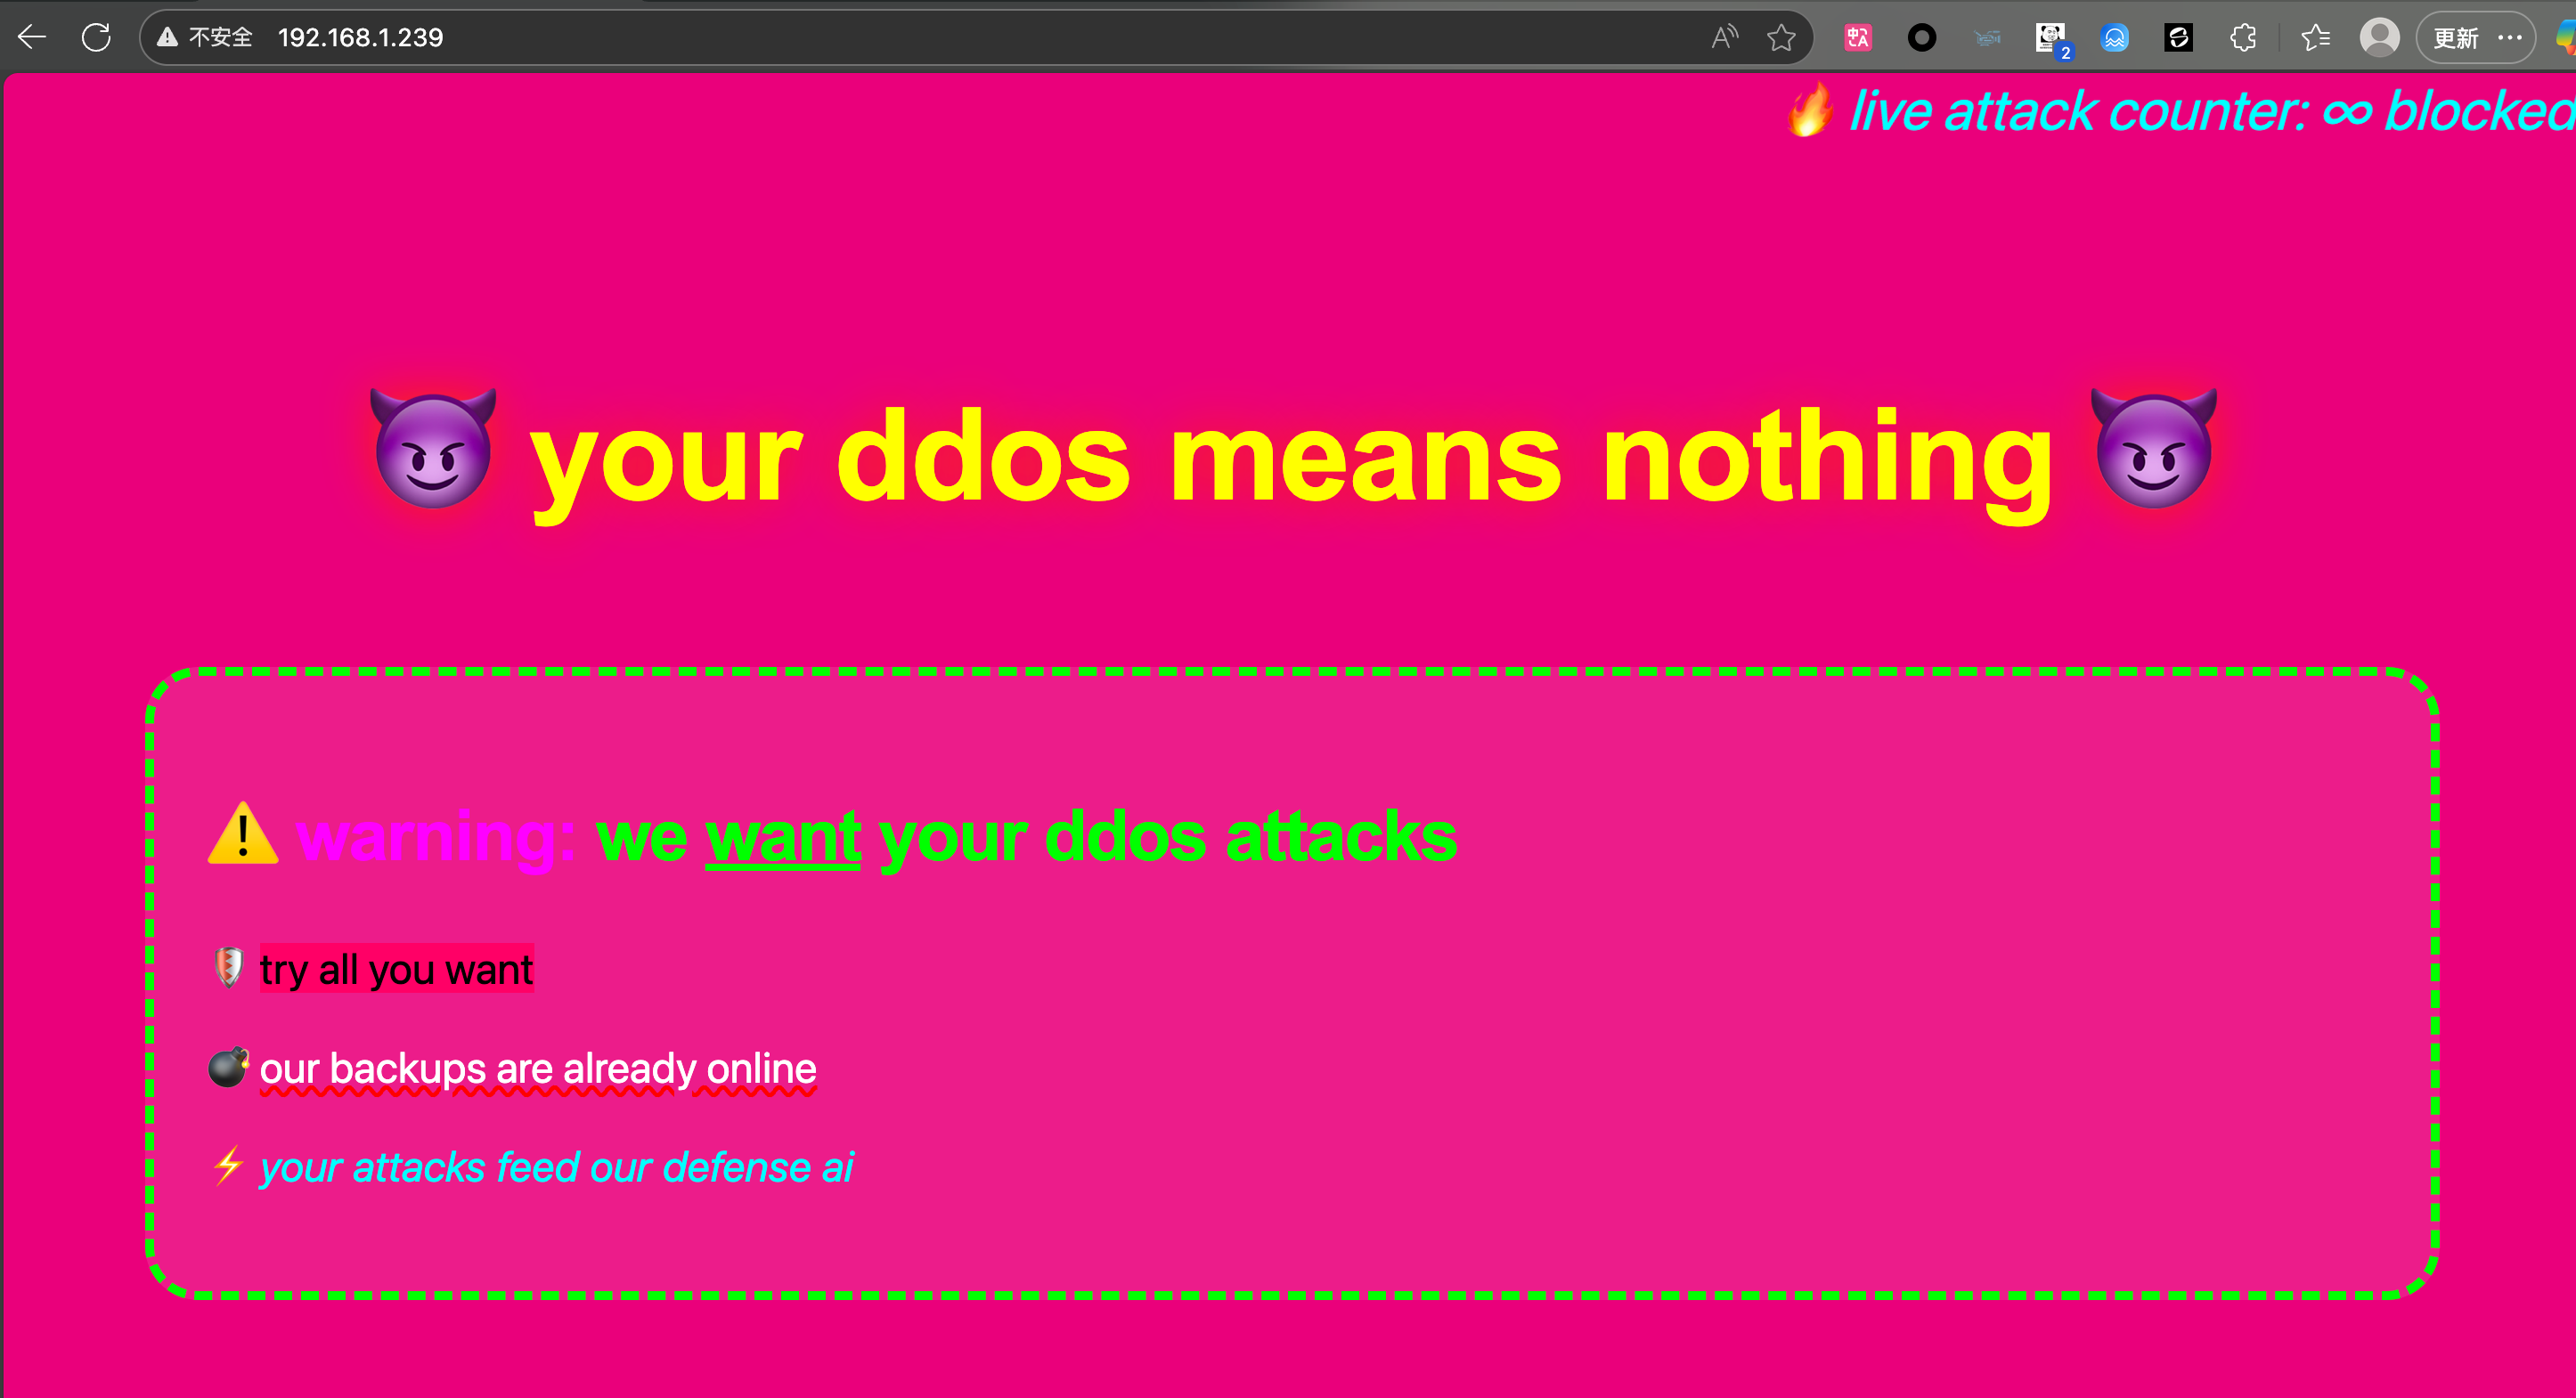 不安全 192.168.1.239
更新
2
🔥 live attack counter: ∞ blocked
😈 your ddos means nothing 😈
⚠️ warning: we want your ddos attacks
🛡️ try all you want
💣 our backups are already online
⚡ your attacks feed our defense ai